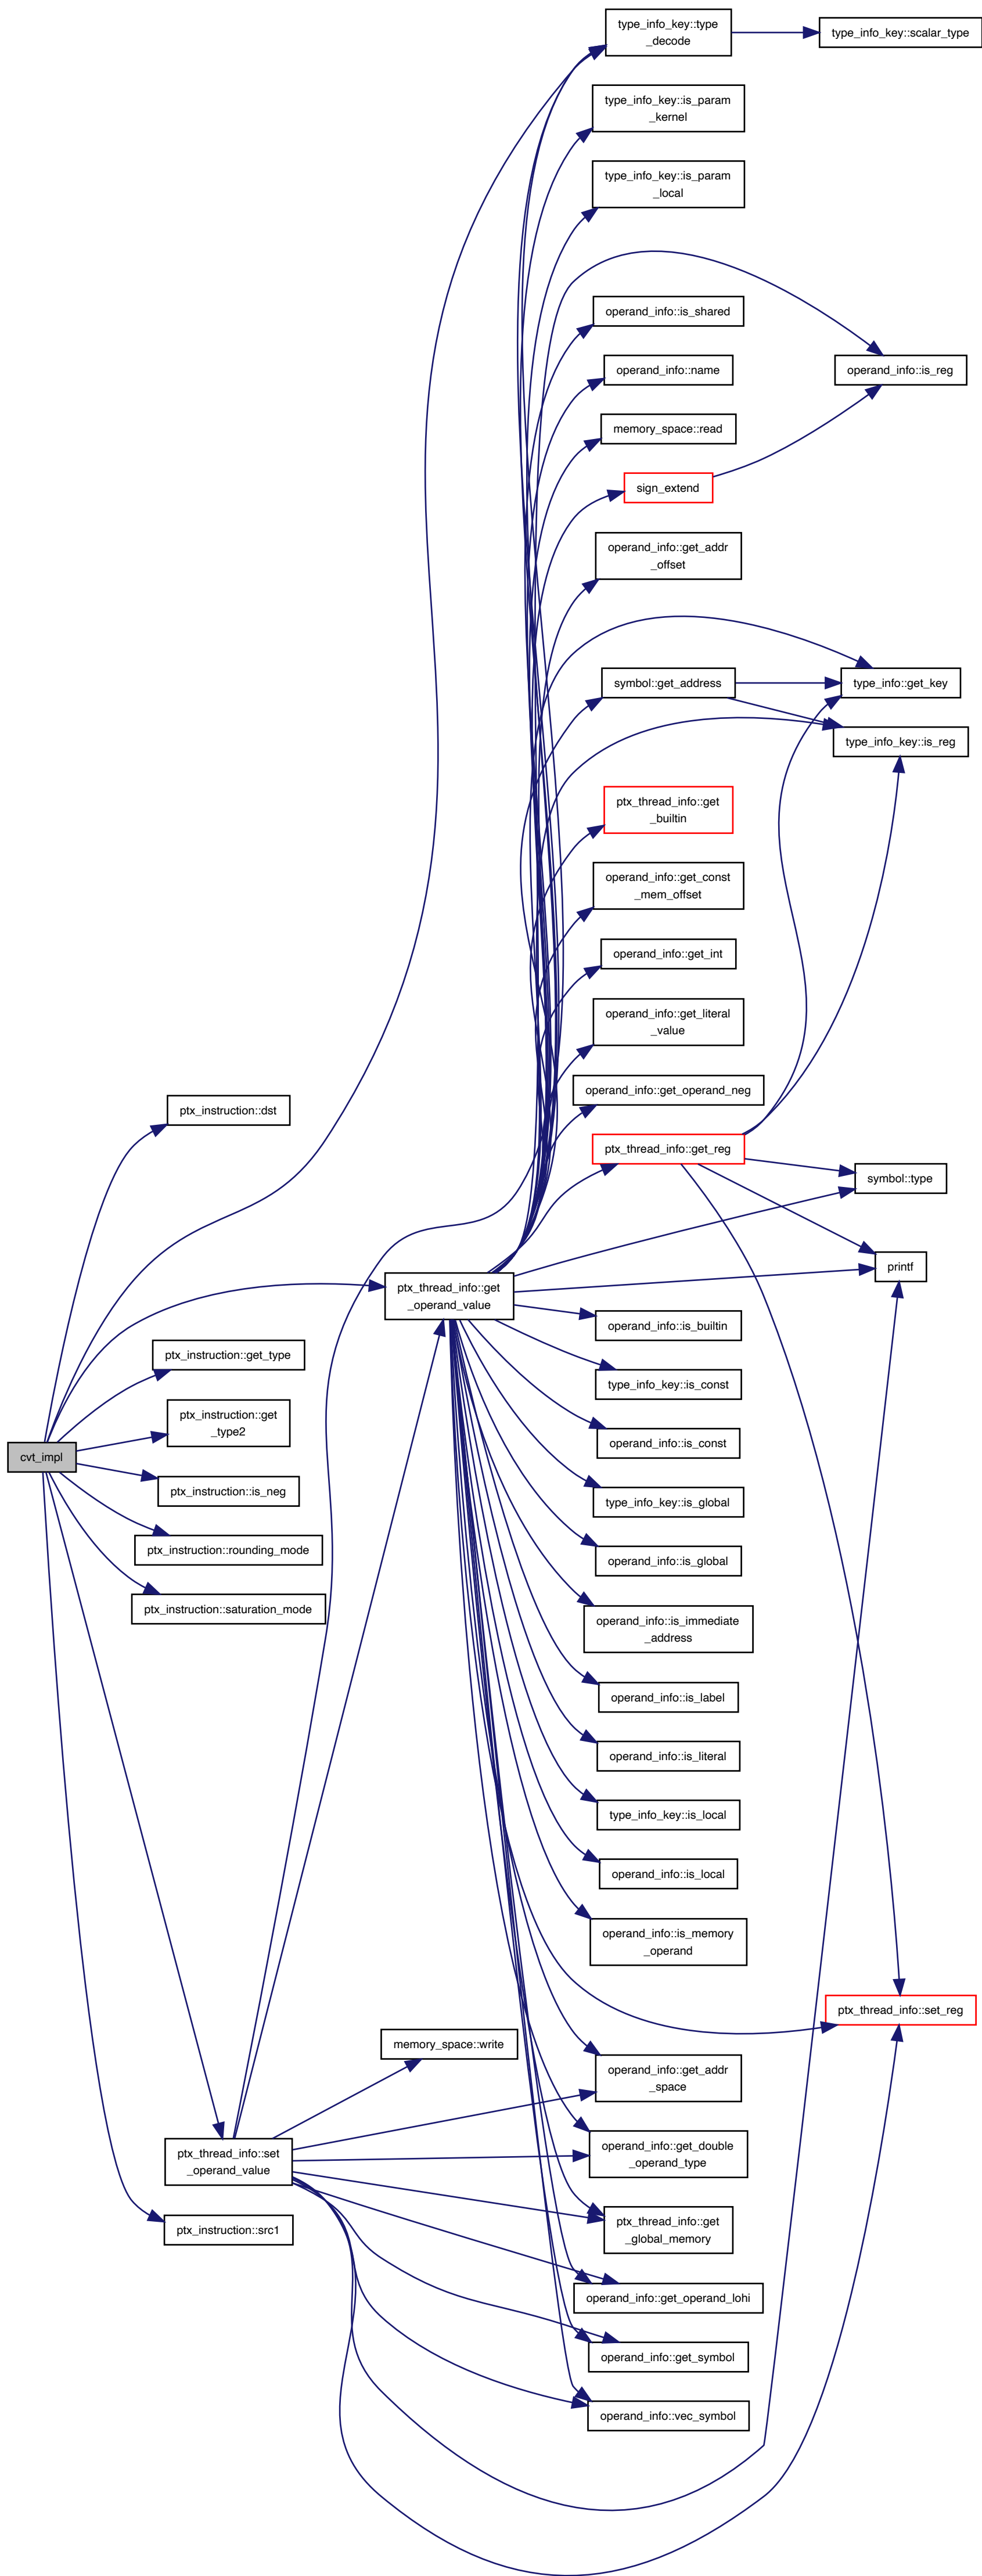 type_info_key::type
_decode
type_info_key::scalar_type
type_info_key::is_param
_kernel
type_info_key::is_param
_local
operand_info::is_shared
operand_info::name
operand_info::is_reg
memory_space::read
sign_extend
operand_info::get_addr
_offset
symbol::get_address
type_info::get_key
type_info_key::is_reg
ptx_thread_info::get
_builtin
operand_info::get_const
_mem_offset
operand_info::get_int
operand_info::get_literal
_value
operand_info::get_operand_neg
ptx_instruction::dst
ptx_thread_info::get_reg
symbol::type
printf
ptx_thread_info::get
_operand_value
operand_info::is_builtin
ptx_instruction::get_type
type_info_key::is_const
ptx_instruction::get
_type2
operand_info::is_const
cvt_impl
ptx_instruction::is_neg
type_info_key::is_global
ptx_instruction::rounding_mode
operand_info::is_global
ptx_instruction::saturation_mode
operand_info::is_immediate
_address
operand_info::is_label
operand_info::is_literal
type_info_key::is_local
operand_info::is_local
operand_info::is_memory
_operand
ptx_thread_info::set_reg
memory_space::write
operand_info::get_addr
_space
ptx_thread_info::set
_operand_value
operand_info::get_double
_operand_type
ptx_instruction::src1
ptx_thread_info::get
_global_memory
operand_info::get_operand_lohi
operand_info::get_symbol
operand_info::vec_symbol